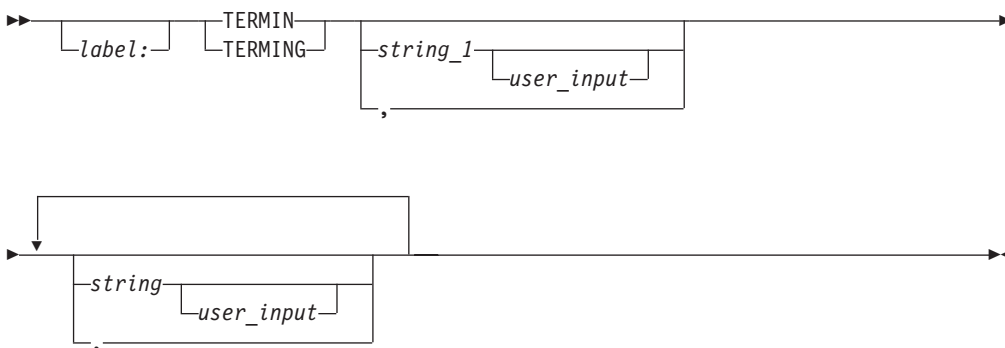 TERMIN
label:
TERMING
string_1
user_input
,
string
user_input
,